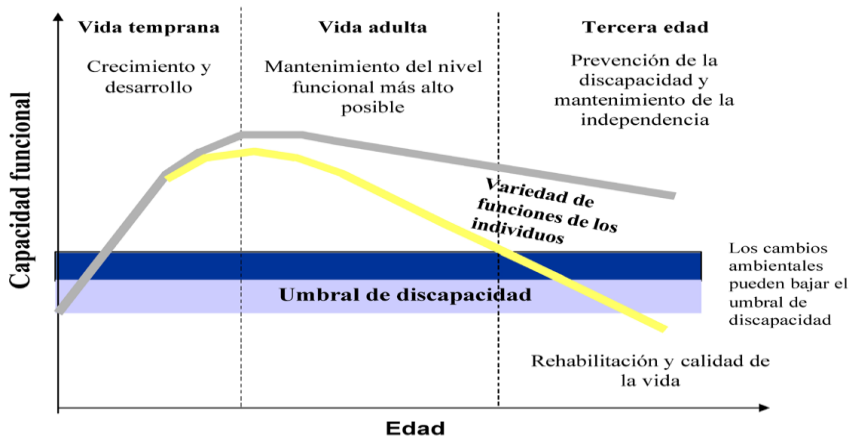 Vida temprana
Crecimiento y
desarrollo
Vida adulta
Mantenimiento del nivel
funcional más alto
posible
Tercera edad
Prevención de la
discapacidad y
mantenimiento de la
independencia
Capacidad funcional
Variedad de
funciones de los
individuos
Umbral de discapacidad
Los cambios
ambientales
pueden bajar el
umbral de
discapacidad
Rehabilitación y calidad de
la vida
Edad